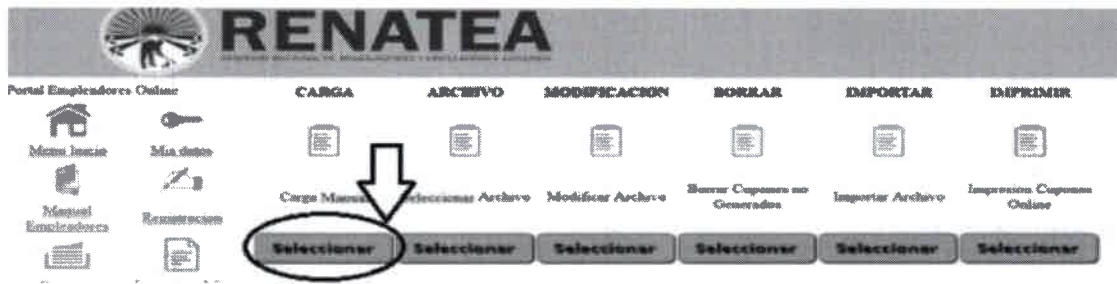 RENATEA
Portal Empleadores Online
CARGA ARCHIVO MODIFICACION BORRAR IMPORTAR IMPRIMIR
Menu Inicio Mis datos
Carga Manual Seleccionar Archivo Modificar Archivo Borrar Cupones no Generados Importar Archivo Impresion Cupones Online
Manual Empleadores Registracion
Seleccionar Seleccionar Seleccionar Seleccionar Seleccionar Seleccionar